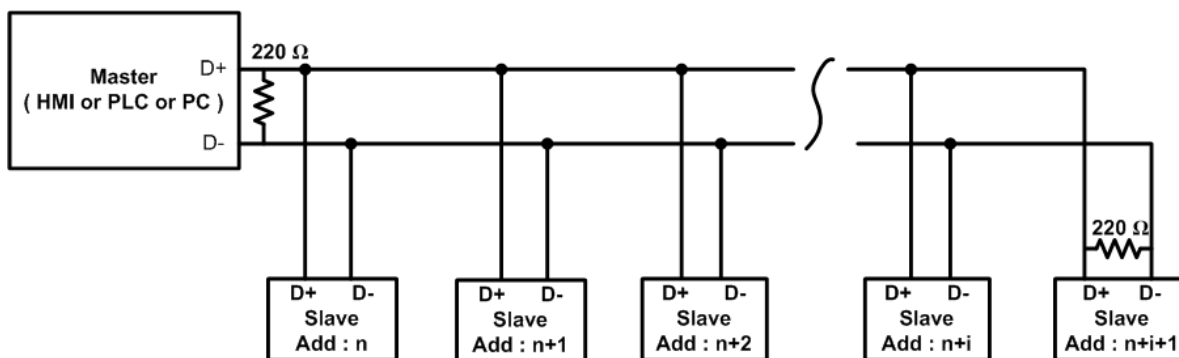 220 Ω
Master
( HMI or PLC or PC )
D+
D-
220 Ω
D+ D-
Slave
Add : n
D+ D-
Slave
Add : n+1
D+ D-
Slave
Add : n+2
D+ D-
Slave
Add : n+i
D+ D-
Slave
Add : n+i+1